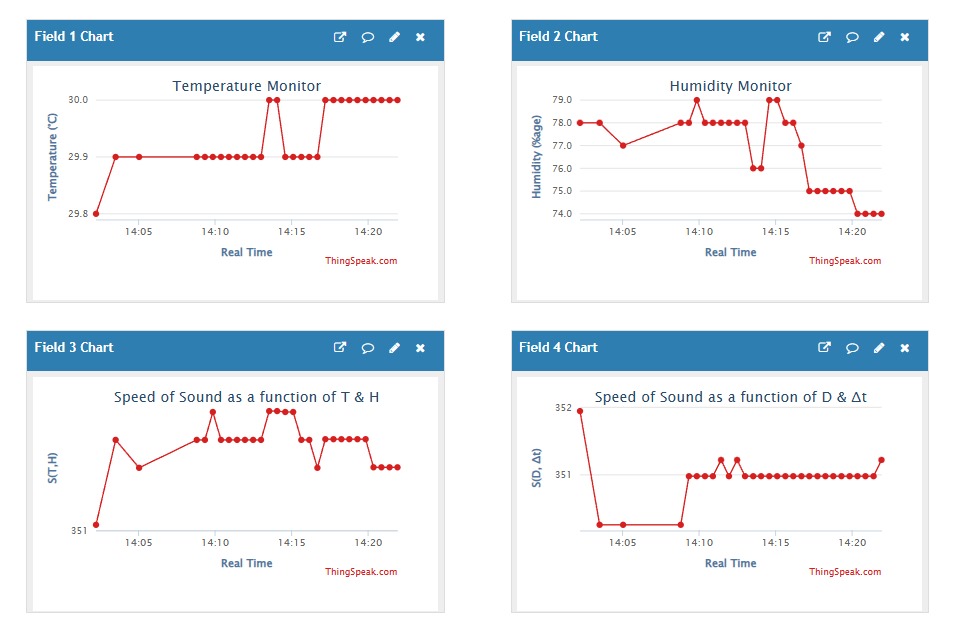 Field 1 Chart
Temperature Monitor
Temperature (°C)
30.0
29.9
29.8
14:05 14:10 14:15 14:20
Real Time
ThingSpeak.com
Field 2 Chart
Humidity Monitor
Humidity (%age)
79.0
78.0
77.0
76.0
75.0
74.0
14:05 14:10 14:15 14:20
Real Time
ThingSpeak.com
Field 3 Chart
Speed of Sound as a function of T & H
S(T,H)
351
14:05 14:10 14:15 14:20
Real Time
ThingSpeak.com
Field 4 Chart
Speed of Sound as a function of D & Δt
S(D, Δt)
352
351
14:05 14:10 14:15 14:20
Real Time
ThingSpeak.com